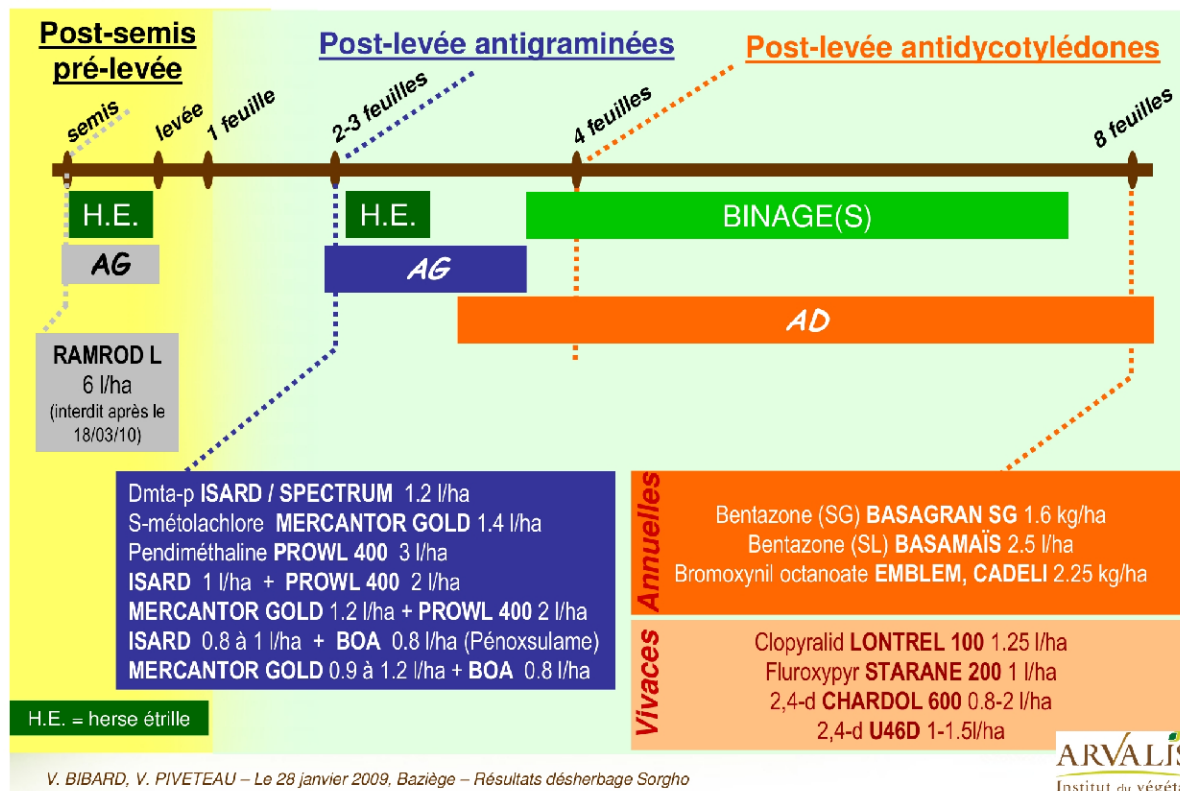 Post-semis
pré-levée
Post-levée antigraminées
Post-levée antidycotylédones
semis
levée
1 feuille
2-3 feuilles
4 feuilles
8 feuilles
H.E.
H.E.
BINAGE(S)
AG
AG
AD
RAMROD L
6 l/ha
(interdit après le
18/03/10)
Dmta-p ISARD / SPECTRUM 1.2 l/ha
S-métolachlore MERCANTOR GOLD 1.4 l/ha
Pendiméthaline PROWL 400 3 l/ha
ISARD 1 l/ha + PROWL 400 2 l/ha
MERCANTOR GOLD 1.2 l/ha + PROWL 400 2 l/ha
ISARD 0.8 à 1 l/ha + BOA 0.8 l/ha (Pénoxsulame)
MERCANTOR GOLD 0.9 à 1.2 l/ha + BOA 0.8 l/ha
Annuelles
Bentazone (SG) BASAGRAN SG 1.6 kg/ha
Bentazone (SL) BASAMAÏS 2.5 l/ha
Bromoxynil octanoate EMBLEM, CADELI 2.25 kg/ha
Vivaces
Clopyralid LONTREL 100 1.25 l/ha
Fluroxypyr STARANE 200 1 l/ha
2,4-d CHARDOL 600 0.8-2 l/ha
2,4-d U46D 1-1.5l/ha
H.E. = herse étrille
V. BIBARD, V. PIVETEAU – Le 28 janvier 2009, Baziège – Résultats désherbage Sorgho
ARVALIS
Institut du végéta